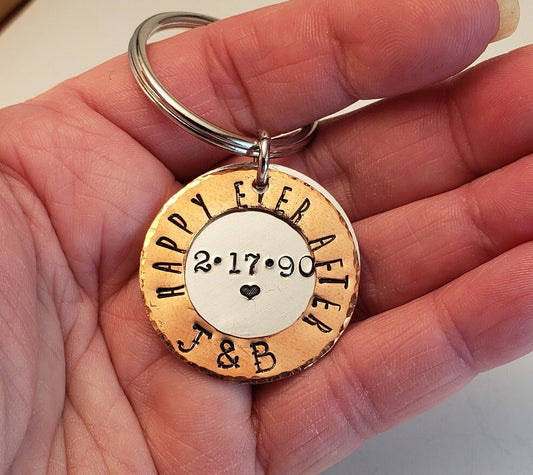 HAPPY EVER AFTER
2•17•90
♥
J & B